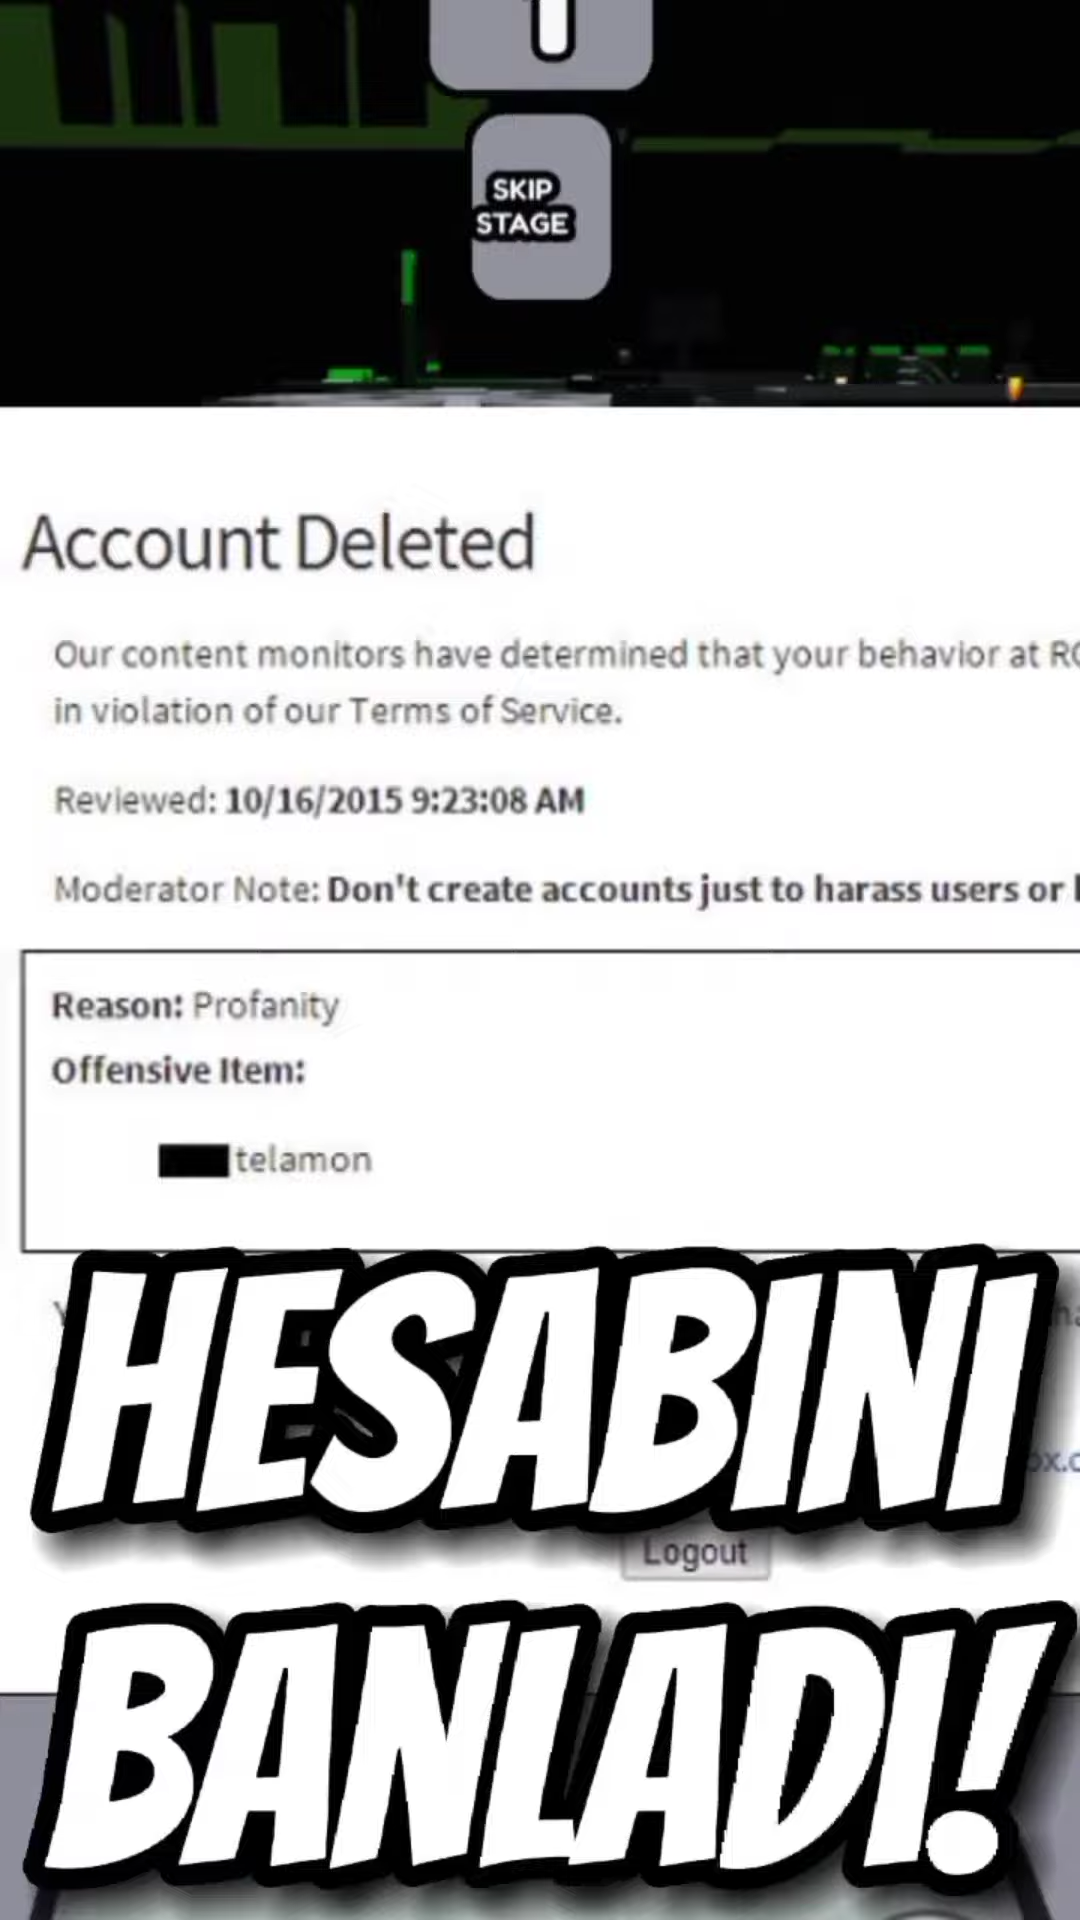 1
SKIP
STAGE
Account Deleted
Our content monitors have determined that your behavior at
in violation of our Terms of Service.
Reviewed: 10/16/2015 9:23:08 AM
Moderator Note: Don't create accounts just to harass users or
Reason: Profanity
Offensive Item:
telamon
HESABINI
Logout
BANLADI!